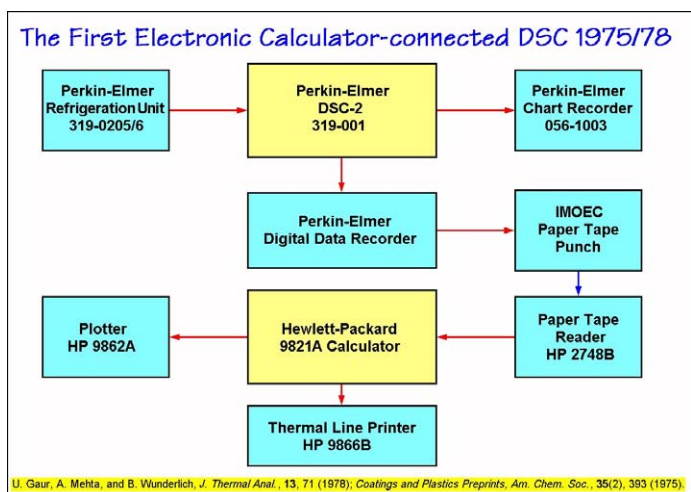 The First Electronic Calculator-connected DSC 1975/78
Perkin-Elmer
Refrigeration Unit
319-0205/6
Perkin-Elmer
DSC-2
319-001
Perkin-Elmer
Chart Recorder
056-1003
Perkin-Elmer
Digital Data Recorder
IMOEC
Paper Tape
Punch
Plotter
HP 9862A
Hewlett-Packard
9821A Calculator
Paper Tape
Reader
HP 2748B
Thermal Line Printer
HP 9866B
U. Gaur, A. Mehta, and B. Wunderlich, J. Thermal Anal., 13, 71 (1978); Coatings and Plastics Preprints, Am. Chem. Soc., 35(2), 393 (1975).